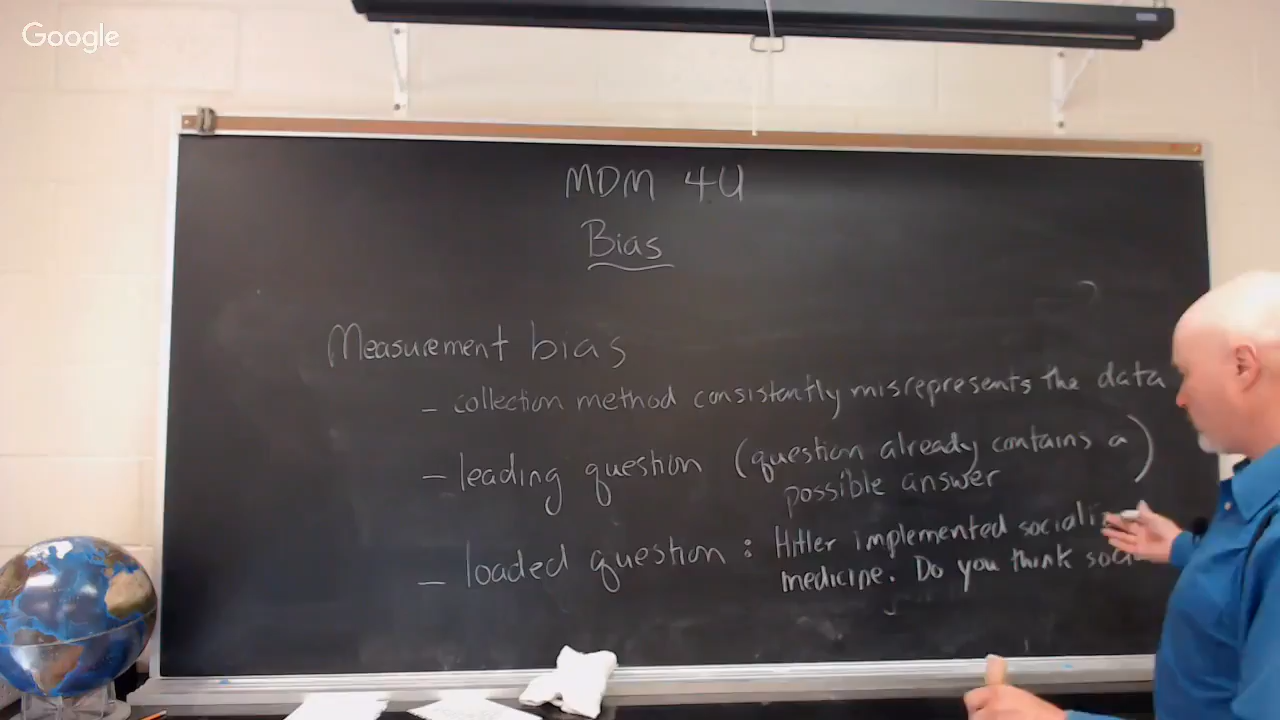 Google
MDM 4U
Bias
Measurement bias
- collection method consistantly misrepresents the data
- leading question (question already contains a)
possible answer
- loaded question : Hitler implemented
medicine. Do you think